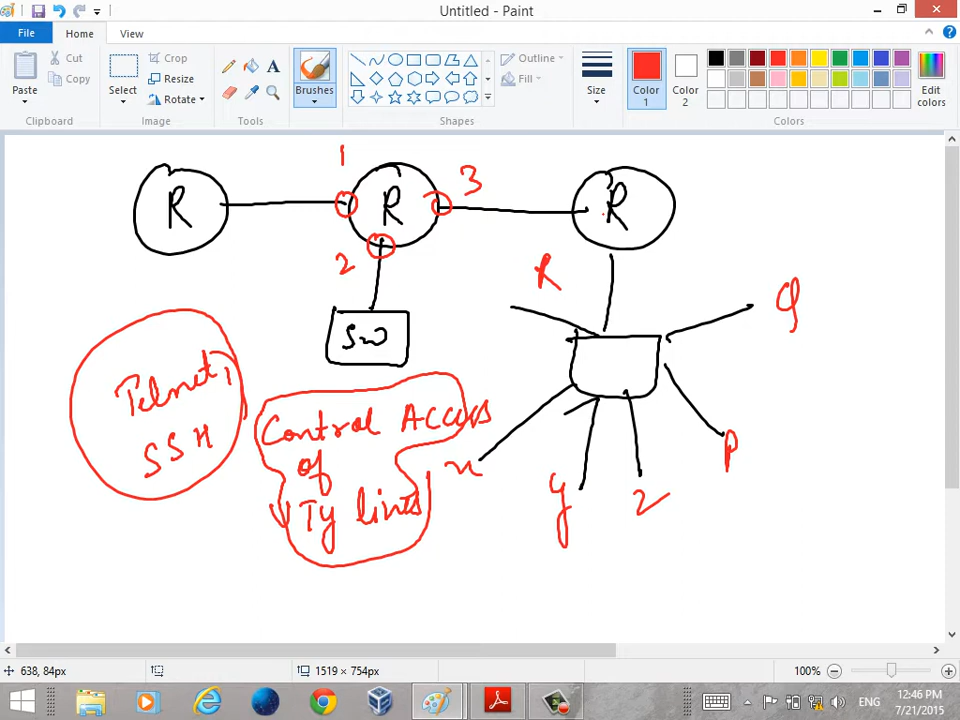 Untitled - Paint
File
Home
View
Paste
Cut
Copy
Clipboard
Select
Crop
Resize
Rotate
Image
A
Tools
Brushes
Outline
Fill
Shapes
Size
Color 1
Color 2
Edit colors
Colors
1
3
R
R
R
2
R
Q
SW
Telnet,
SSH
Control Access
of
VTy lines
x
y
z
P
638, 84px
1519 × 754px
100%
ENG
12:46 PM
7/21/2015